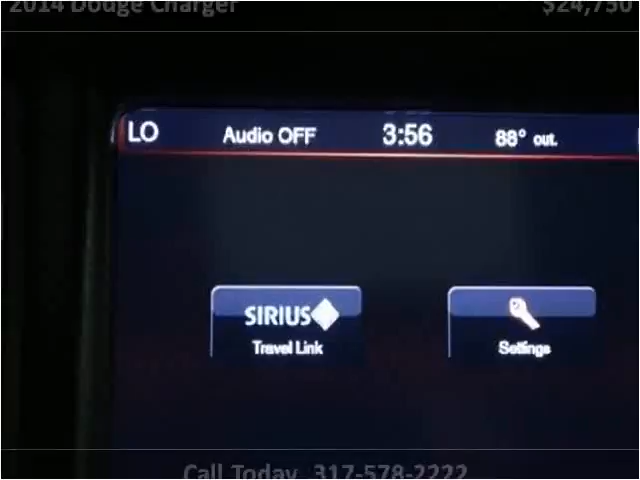 2014 Dodge Charger $24,750
LO Audio OFF 3:56 88° out.
SIRIUS
Travel Link
Settings
Call Today 317-578-2222